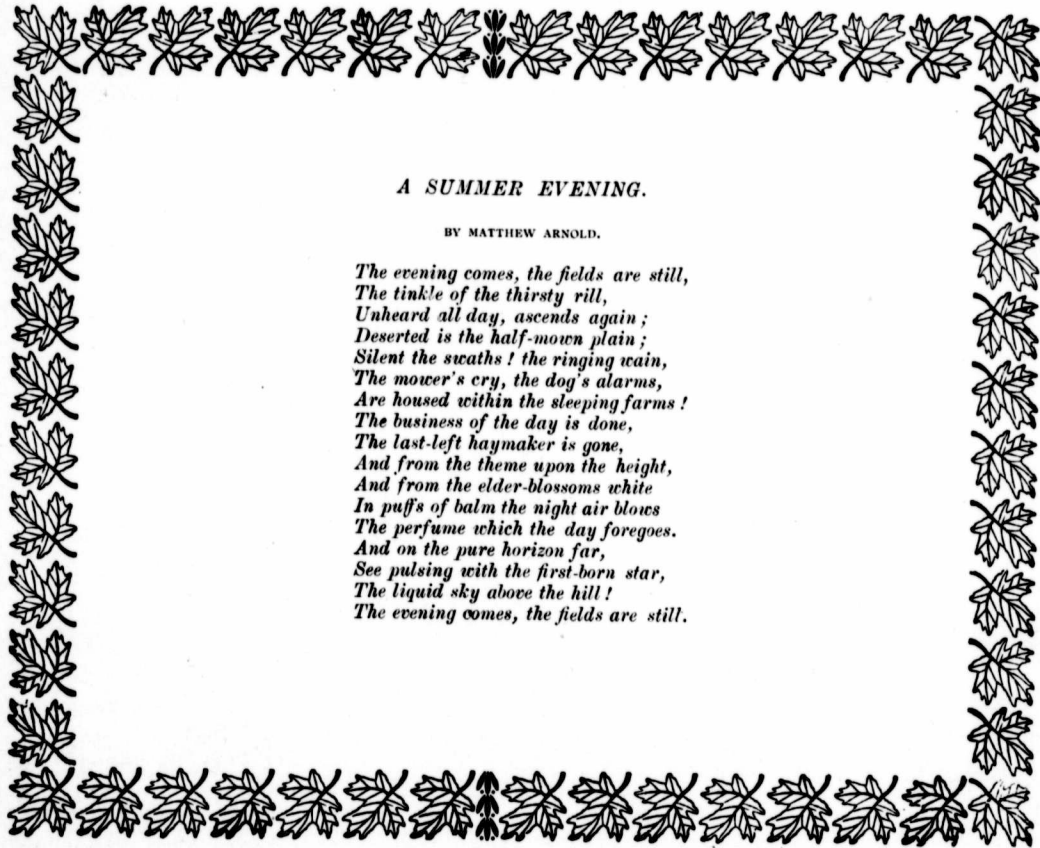 A SUMMER EVENING.
BY MATTHEW ARNOLD.
The evening comes, the fields are still,
The tinkle of the thirsty rill,
Unheard all day, ascends again ;
Deserted is the half-mown plain ;
Silent the swaths ! the ringing wain,
The mower's cry, the dog's alarms,
Are housed within the sleeping farms !
The business of the day is done,
The last-left haymaker is gone,
And from the theme upon the height,
And from the elder-blossoms white
In puffs of balm the night air blows
The perfume which the day foregoes.
And on the pure horizon far,
See pulsing with the first-born star,
The liquid sky above the hill !
The evening comes, the fields are still.